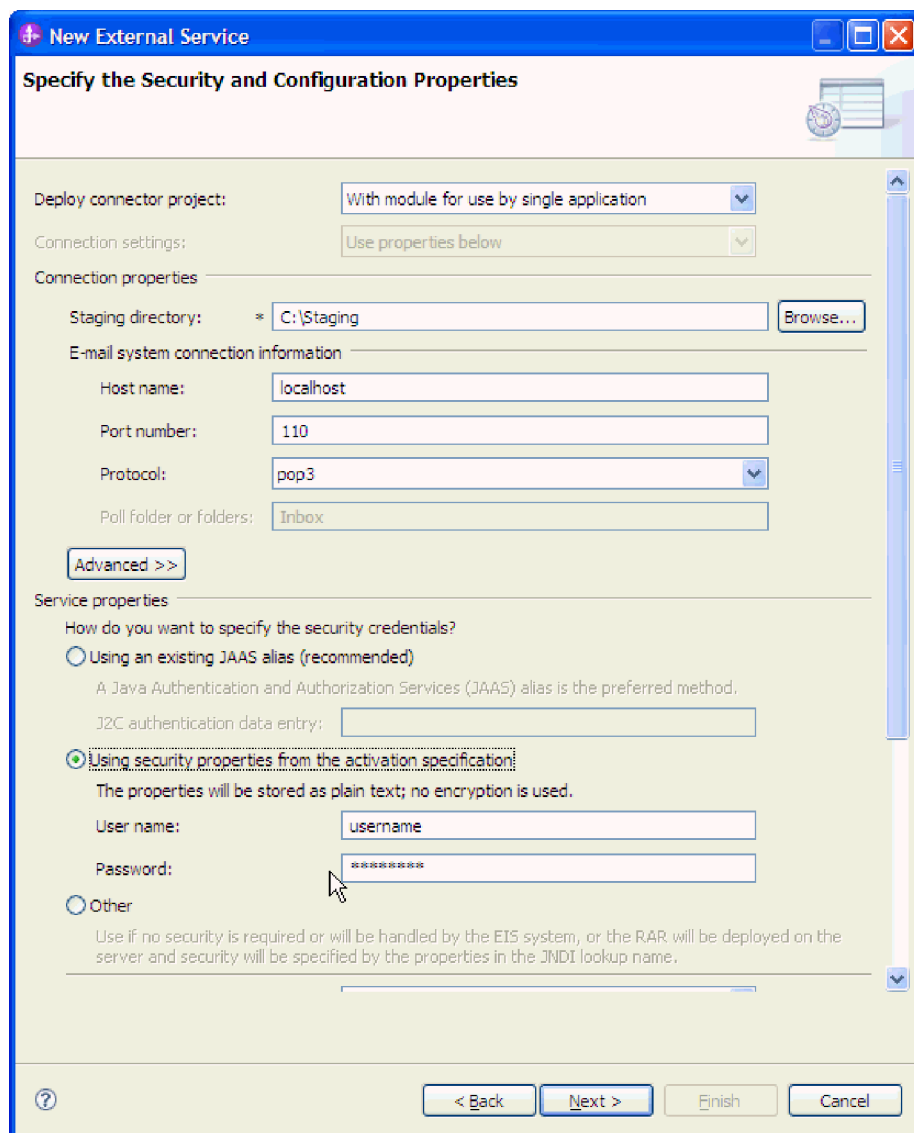 New External Service
Specify the Security and Configuration Properties
Deploy connector project: With module for use by single application
Connection settings: Use properties below
Connection properties
Staging directory: * C:\Staging Browse...
E-mail system connection information
Host name: localhost
Port number: 110
Protocol: pop3
Poll folder or folders: Inbox
Advanced >>
Service properties
How do you want to specify the security credentials?
Using an existing JAAS alias (recommended)
A Java Authentication and Authorization Services (JAAS) alias is the preferred method.
J2C authentication data entry:
Using security properties from the activation specification
The properties will be stored as plain text; no encryption is used.
User name: username
Password: ********
Other
Use if no security is required or will be handled by the EIS system, or the RAR will be deployed on the
server and security will be specified by the properties in the JNDI lookup name.
? < Back Next > Finish Cancel